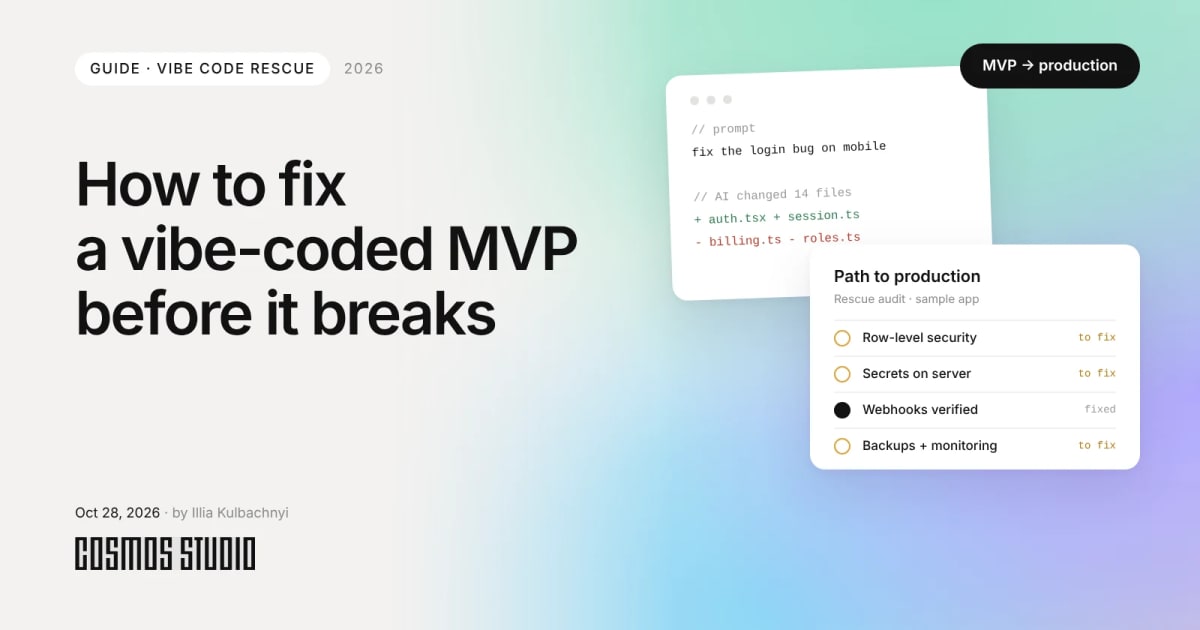 GUIDE · VIBE CODE RESCUE 2026
MVP → production
How to fix
a vibe-coded MVP
before it breaks
// prompt
fix the login bug on mobile
// AI changed 14 files
+ auth.tsx + session.ts
- billing.ts - roles.ts
Path to production
Rescue audit · sample app
Row-level security to fix
Secrets on server to fix
Webhooks verified fixed
Backups + monitoring to fix
Oct 28, 2026 · by Illia Kulbachnyi
COSMOS STUDIO